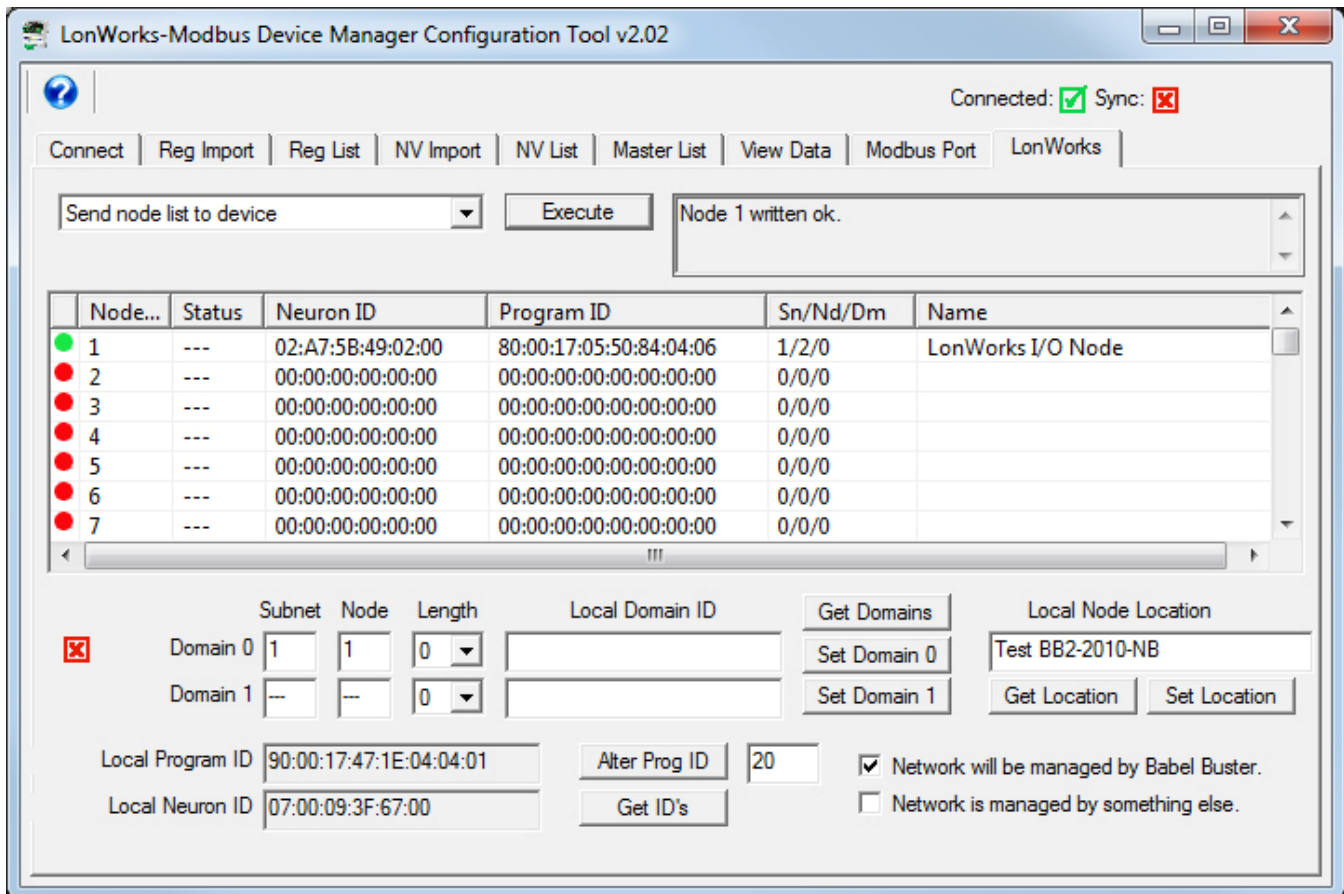 LonWorks-Modbus Device Manager Configuration Tool v2.02
Connected: Sync:
Connect Reg Import Reg List NV Import NV List Master List View Data Modbus Port LonWorks
Send node list to device Execute Node 1 written ok.
Node... Status Neuron ID Program ID Sn/Nd/Dm Name
1 --- 02:A7:5B:49:02:00 80:00:17:05:50:84:04:06 1/2/0 LonWorks I/O Node
2 --- 00:00:00:00:00:00 00:00:00:00:00:00:00:00 0/0/0
3 --- 00:00:00:00:00:00 00:00:00:00:00:00:00:00 0/0/0
4 --- 00:00:00:00:00:00 00:00:00:00:00:00:00:00 0/0/0
5 --- 00:00:00:00:00:00 00:00:00:00:00:00:00:00 0/0/0
6 --- 00:00:00:00:00:00 00:00:00:00:00:00:00:00 0/0/0
7 --- 00:00:00:00:00:00 00:00:00:00:00:00:00:00 0/0/0
Subnet Node Length Local Domain ID Get Domains Local Node Location
Domain 0 1 1 0 Set Domain 0 Test BB2-2010-NB
Domain 1 --- --- 0 Set Domain 1 Get Location Set Location
Local Program ID 90:00:17:47:1E:04:04:01 Alter Prog ID 20 Network will be managed by Babel Buster.
Local Neuron ID 07:00:09:3F:67:00 Get ID's Network is managed by something else.